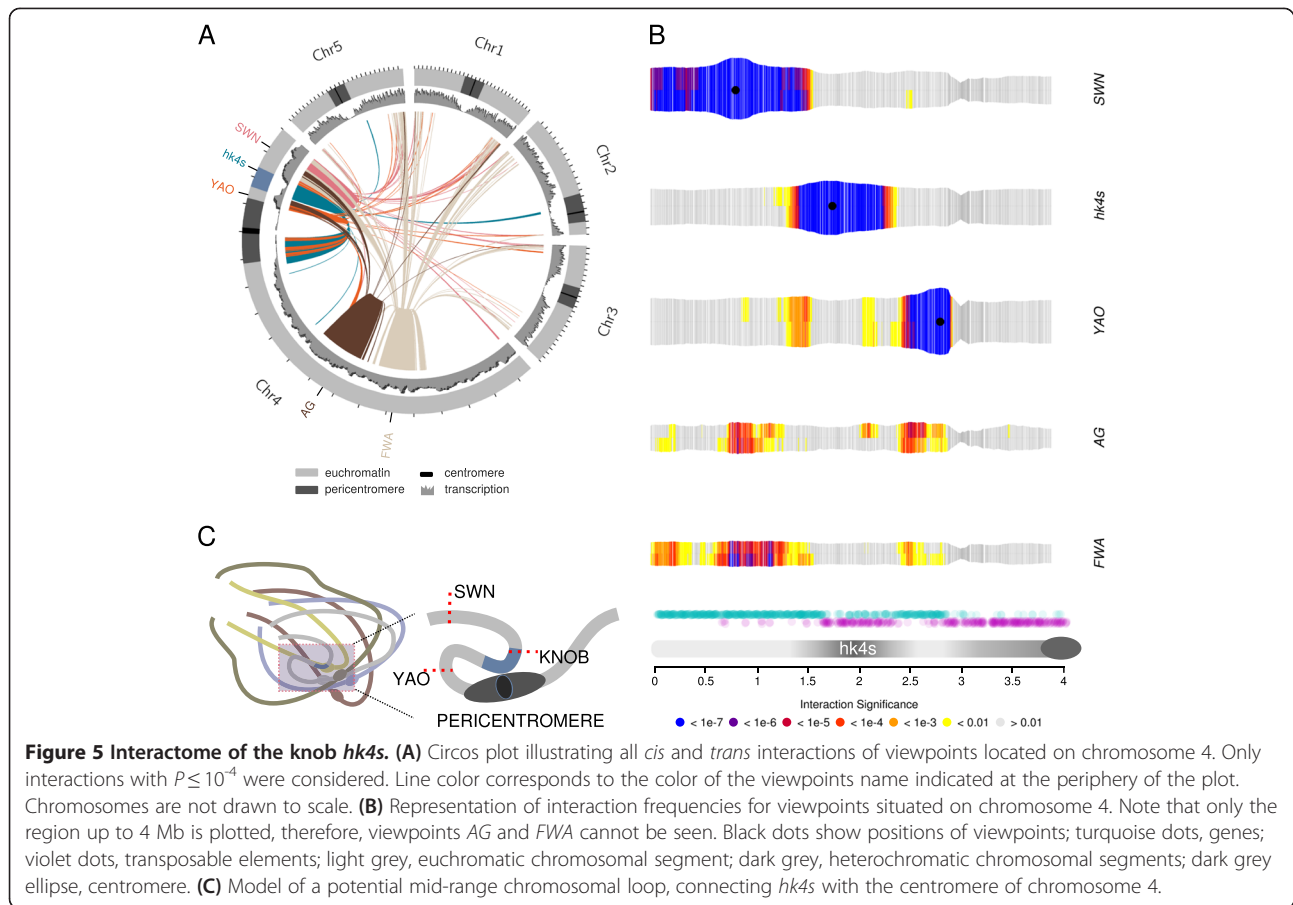 A
Chr5
Chr1
Chr2
Chr3
Chr4
SWN
hk4s
YAO
AG
FWA
euchromatin
centromere
pericentromere
transcription
B
SWN
hk4s
YAO
AG
FWA
hk4s
0 0.5 1 1.5 2 2.5 3 3.5 4
Interaction Significance
< 1e-7 < 1e-6 < 1e-5 < 1e-4 < 1e-3 < 0.01 > 0.01
C
SWN
KNOB
YAO
PERICENTROMERE
Figure 5 Interactome of the knob hk4s. (A) Circos plot illustrating all cis and trans interactions of viewpoints located on chromosome 4. Only
interactions with P ≤ 10⁻⁴ were considered. Line color corresponds to the color of the viewpoints name indicated at the periphery of the plot.
Chromosomes are not drawn to scale. (B) Representation of interaction frequencies for viewpoints situated on chromosome 4. Note that only the
region up to 4 Mb is plotted, therefore, viewpoints AG and FWA cannot be seen. Black dots show positions of viewpoints; turquoise dots, genes;
violet dots, transposable elements; light grey, euchromatic chromosomal segment; dark grey, heterochromatic chromosomal segments; dark grey
ellipse, centromere. (C) Model of a potential mid-range chromosomal loop, connecting hk4s with the centromere of chromosome 4.